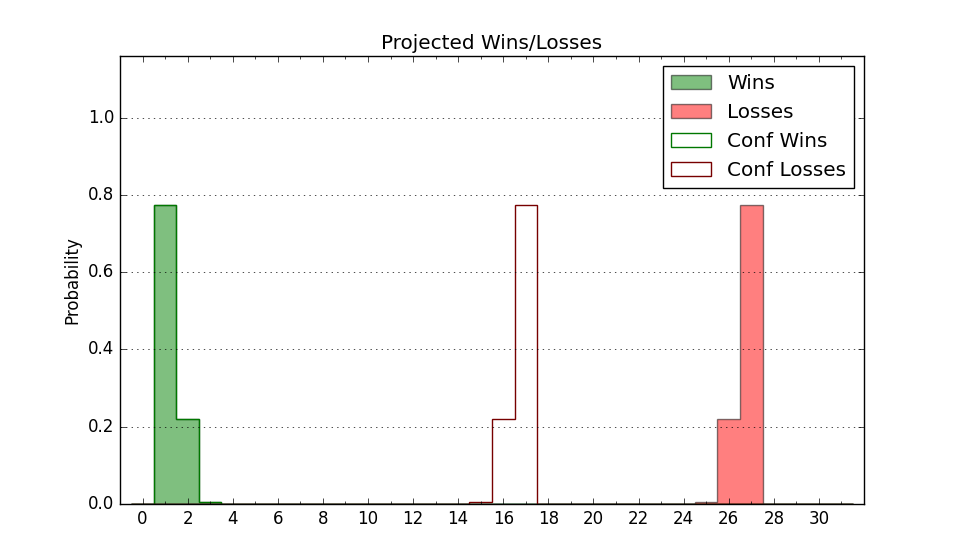 Projected Wins/Losses
Wins
Losses
Conf Wins
Conf Losses
Probability
1.0
0.8
0.6
0.4
0.2
0.0
0 2 4 6 8 10 12 14 16 18 20 22 24 26 28 30